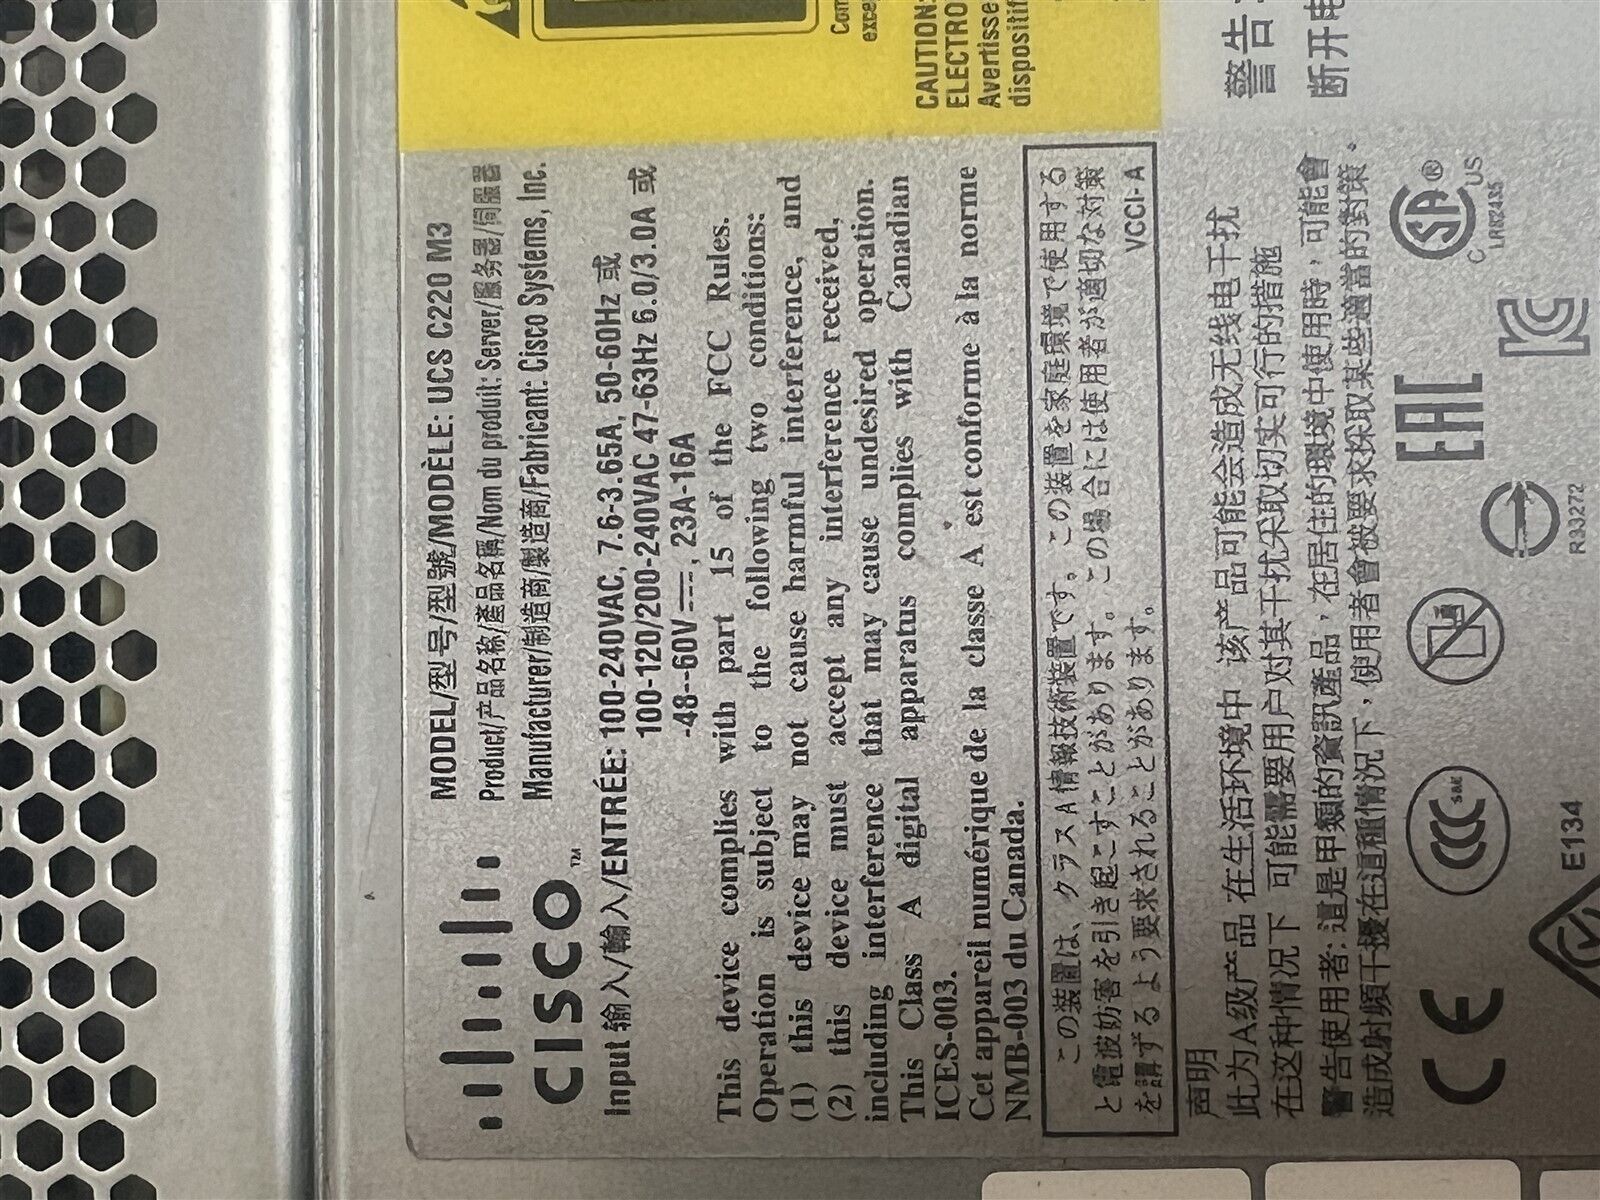 CISCO™
MODEL/型号/型號/MODÈLE: UCS C220 M3
Product/产品名称/產品名稱/Nom du produit: Server/服务器/伺服器
Manufacturer/制造商/製造商/Fabricant: Cisco Systems, Inc.
Input 输入/輸入/ENTRÉE: 100-240VAC, 7.6-3.65A, 50-60Hz 或
100-120/200-240VAC 47-63Hz 6.0/3.0A 或
-48--60V⎓, 23A-16A
This device complies with part 15 of the FCC Rules.
Operation is subject to the following two conditions:
(1) this device may not cause harmful interference, and
(2) this device must accept any interference received,
including interference that may cause undesired operation.
This Class A digital apparatus complies with Canadian
ICES-003.
Cet appareil numérique de la classe A est conforme à la norme
NMB-003 du Canada.
この装置は、クラスA情報技術装置です。この装置を家庭環境で使用する
と電波妨害を引き起こすことがあります。この場合には使用者が適切な対策
を講ずるよう要求されることがあります。
VCCI-A
声明
此为A级产品 在生活环境中 该产品可能会造成无线电干扰
在这种情况下 可能需要用户对其干扰采取切实可行的措施
警告使用者: 這是甲類的資訊產品，在居住的環境中使用時，可能會
造成射頻干擾在這種情況下，使用者會被要求採取某些適當的對策。
CE
CCC S&E
R33272
EAC
KC
C SA ® US
LR82435
E134
CAUTION:
ELECTRO
Avertisse
dispositif
Com
exce
警告
断开电